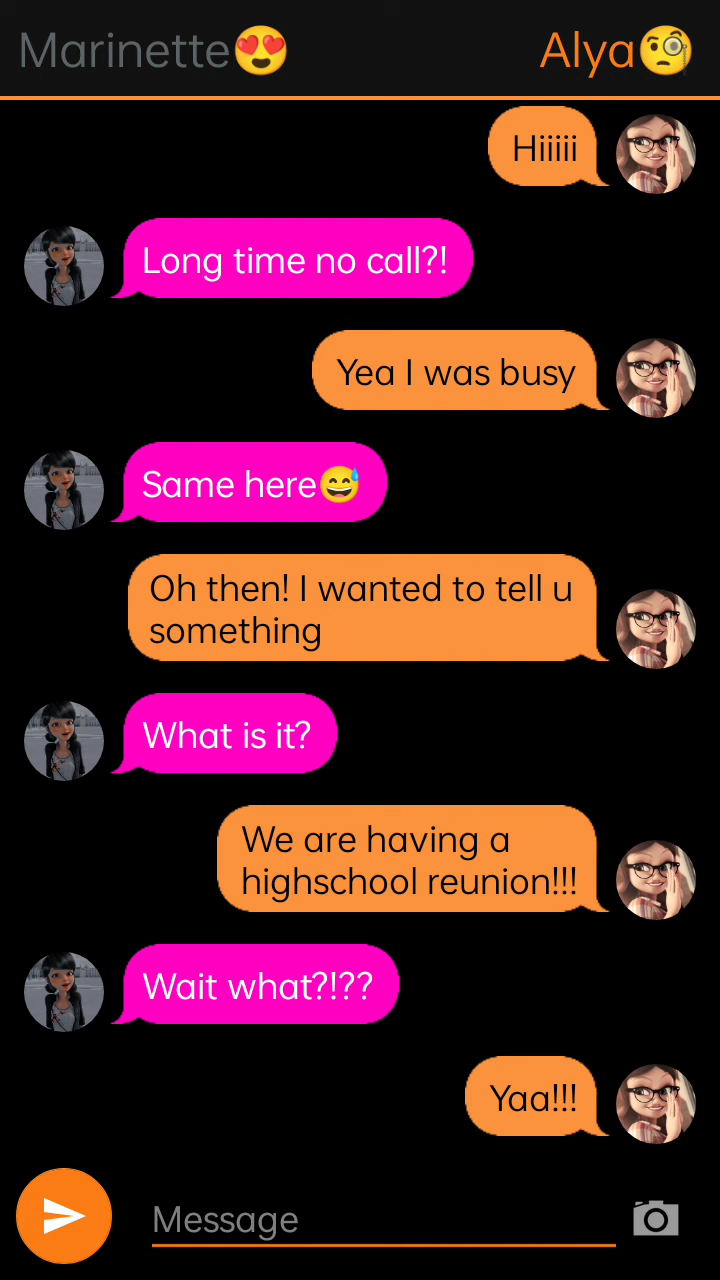 Marinette😍 Alya🧐
Hiiiii
Long time no call?!
Yea I was busy
Same here😅
Oh then! I wanted to tell u
something
What is it?
We are having a
highschool reunion!!!
Wait what?!??
Yaa!!!
Message